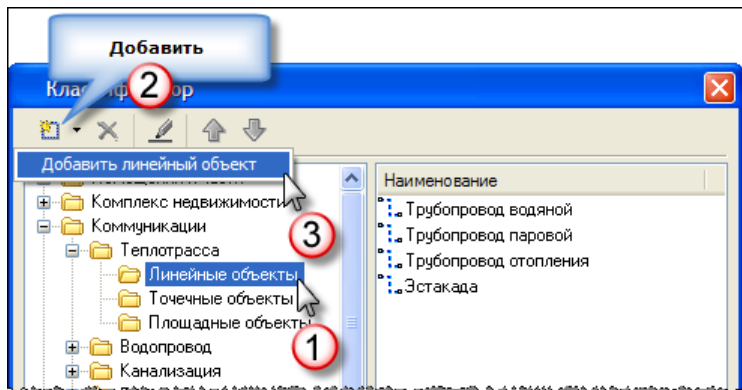 Добавить
2
Добавить линейный объект
3
Комплекс недвижимости
Коммуникации
Теплотрасса
Линейные объекты
Точечные объекты
Площадные объекты
1
Водопровод
Канализация
Наименование
Трубопровод водяной
Трубопровод паровой
Трубопровод отопления
Эстакада